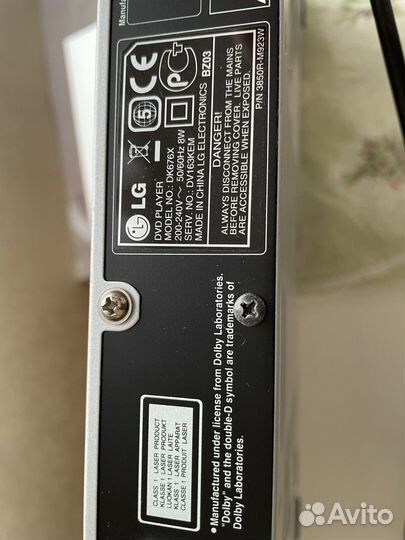 LG
DVD PLAYER
MODEL NO.: DK676X
200-240V~ 50/60Hz 8W
SERV. NO.: DV163KEM
MADE IN CHINA LG ELECTRONICS BZ03
DANGER!
ALWAYS DISCONNECT FROM THE MAINS
BEFORE REMOVING COVER. LIVE PARTS
ARE ACCESSIBLE WHEN EXPOSED.
P/N 3850R-M923W
5
CE
PCT
CLASS 1 LASER PRODUCT
KLASSE 1 LASER PRODUKT
LUOKAN 1 LASER LAITE
KLASS 1 LASER APPARAT
CLASSE 1 PRODUIT LASER
•Manufactured under license from Dolby Laboratories.
"Dolby" and the double-D symbol are trademarks of
Dolby Laboratories.
Avito